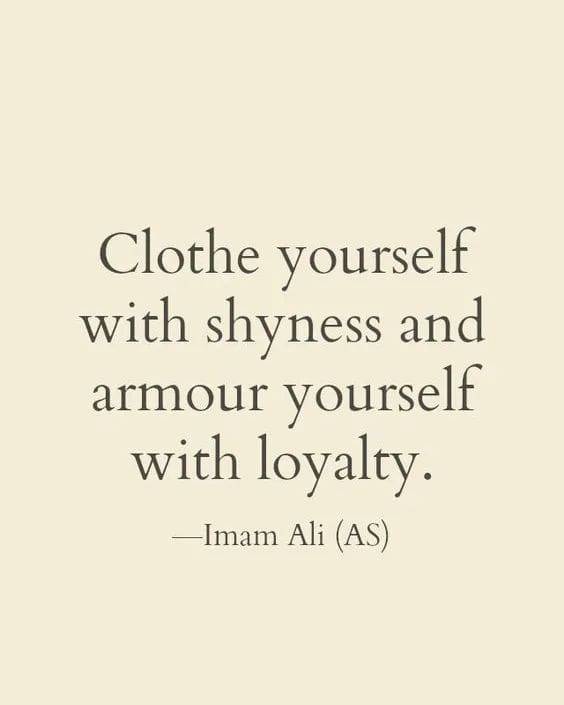 Clothe yourself
with shyness and
armour yourself
with loyalty.
—Imam Ali (AS)